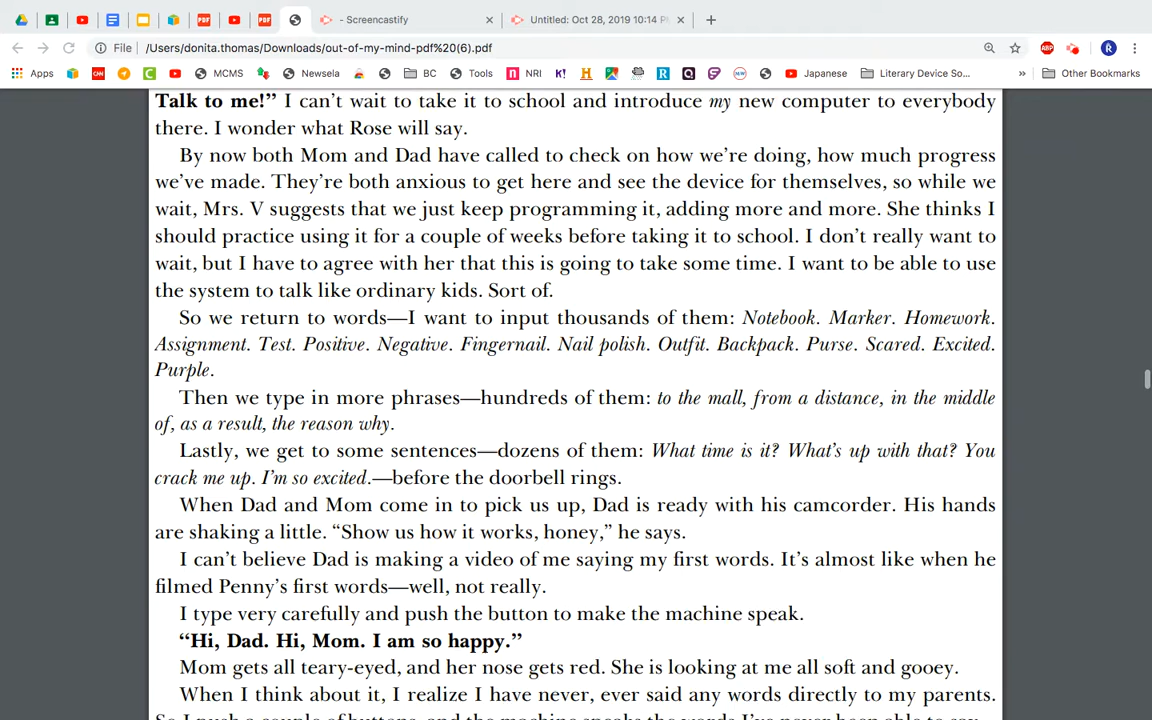 - Screencastify
Untitled: Oct 28, 2019 10:14 P
File /Users/donita.thomas/Downloads/out-of-my-mind-pdf%20(6).pdf
Apps MCMS Newsela BC Tools NRI Japanese Literary Device So... » Other Bookmarks
Talk to me!” I can’t wait to take it to school and introduce my new computer to everybody
there. I wonder what Rose will say.
By now both Mom and Dad have called to check on how we’re doing, how much progress
we’ve made. They’re both anxious to get here and see the device for themselves, so while we
wait, Mrs. V suggests that we just keep programming it, adding more and more. She thinks I
should practice using it for a couple of weeks before taking it to school. I don’t really want to
wait, but I have to agree with her that this is going to take some time. I want to be able to use
the system to talk like ordinary kids. Sort of.
So we return to words—I want to input thousands of them: Notebook. Marker. Homework.
Assignment. Test. Positive. Negative. Fingernail. Nail polish. Outfit. Backpack. Purse. Scared. Excited.
Purple.
Then we type in more phrases—hundreds of them: to the mall, from a distance, in the middle
of, as a result, the reason why.
Lastly, we get to some sentences—dozens of them: What time is it? What’s up with that? You
crack me up. I’m so excited.—before the doorbell rings.
When Dad and Mom come in to pick us up, Dad is ready with his camcorder. His hands
are shaking a little. “Show us how it works, honey,” he says.
I can’t believe Dad is making a video of me saying my first words. It’s almost like when he
filmed Penny’s first words—well, not really.
I type very carefully and push the button to make the machine speak.
“Hi, Dad. Hi, Mom. I am so happy.”
Mom gets all teary-eyed, and her nose gets red. She is looking at me all soft and gooey.
When I think about it, I realize I have never, ever said any words directly to my parents.
So I push a couple of buttons, and the machine speaks the words I’ve never been able to say